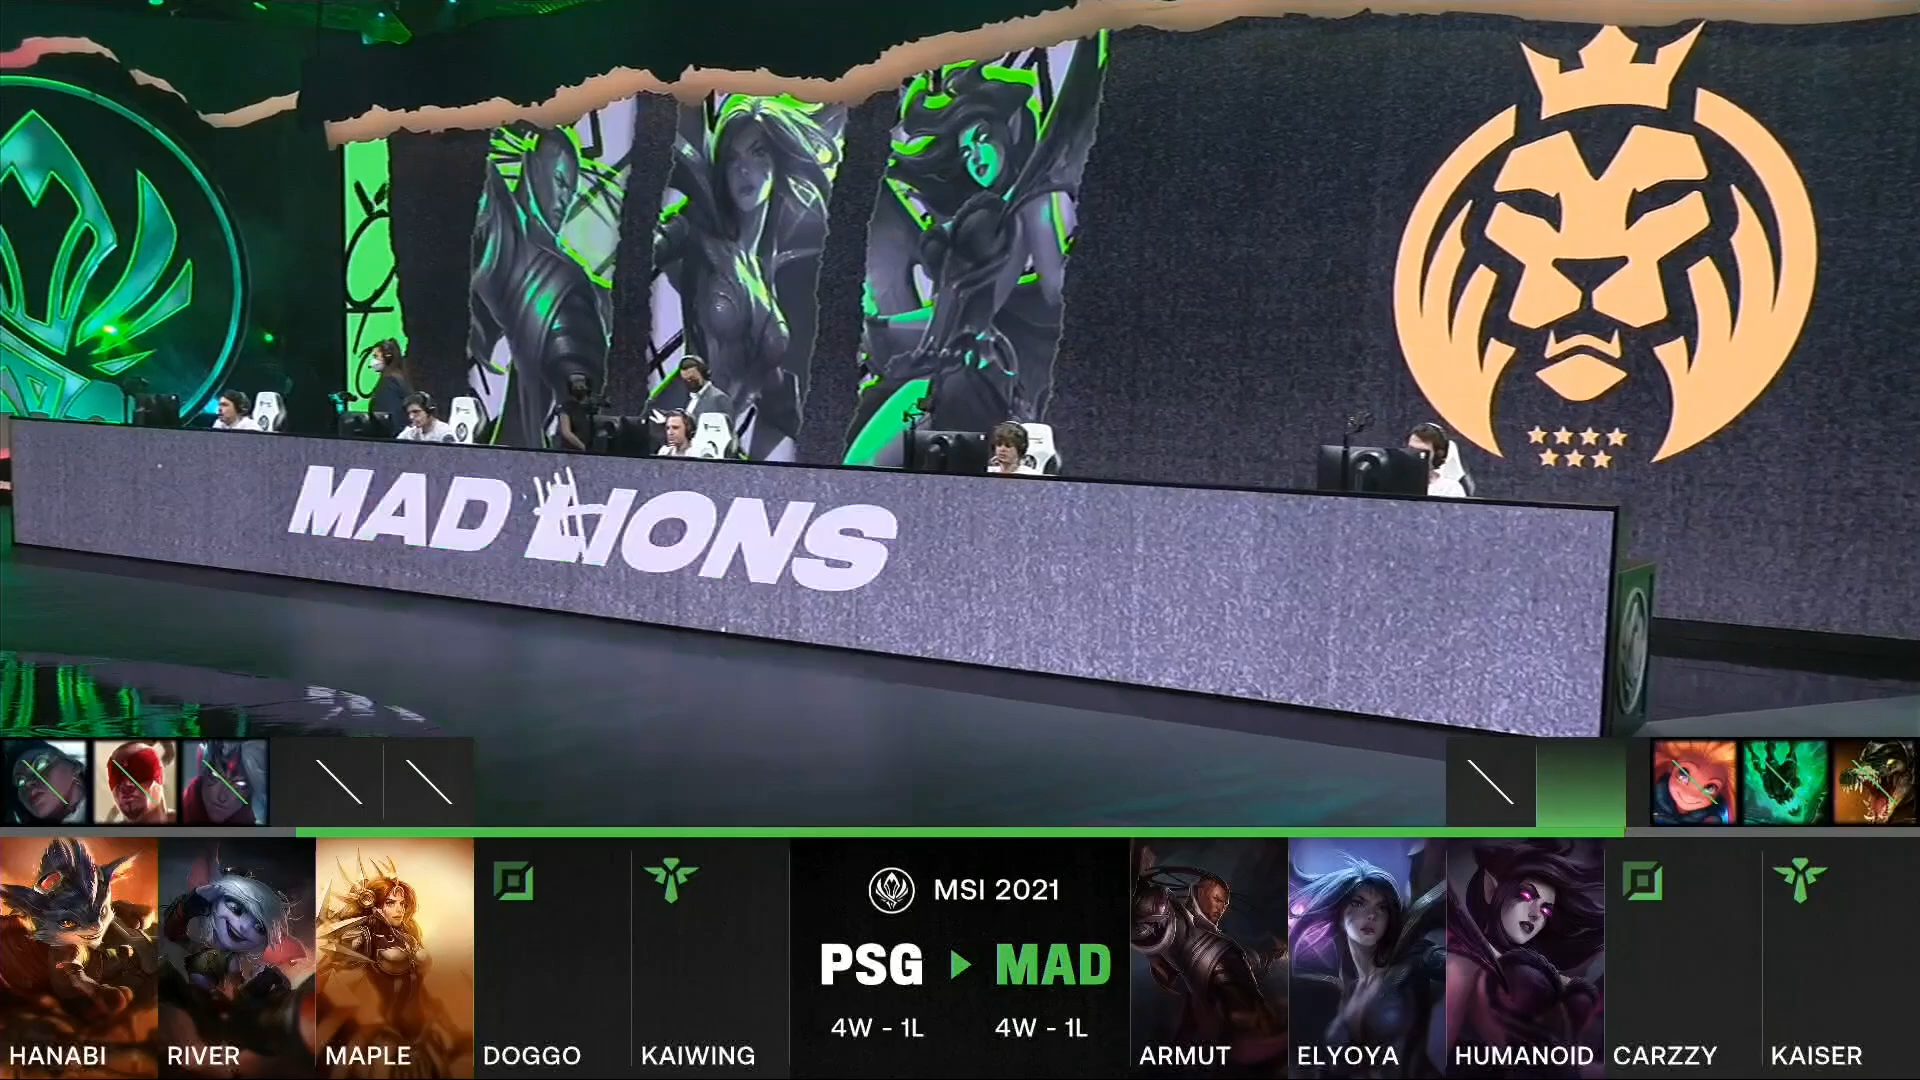 MAD LIONS
MSI 2021
PSG MAD
4W - 1L 4W - 1L
HANABI RIVER MAPLE DOGGO KAIWING ARMUT ELYOYA HUMANOID CARZZY KAISER